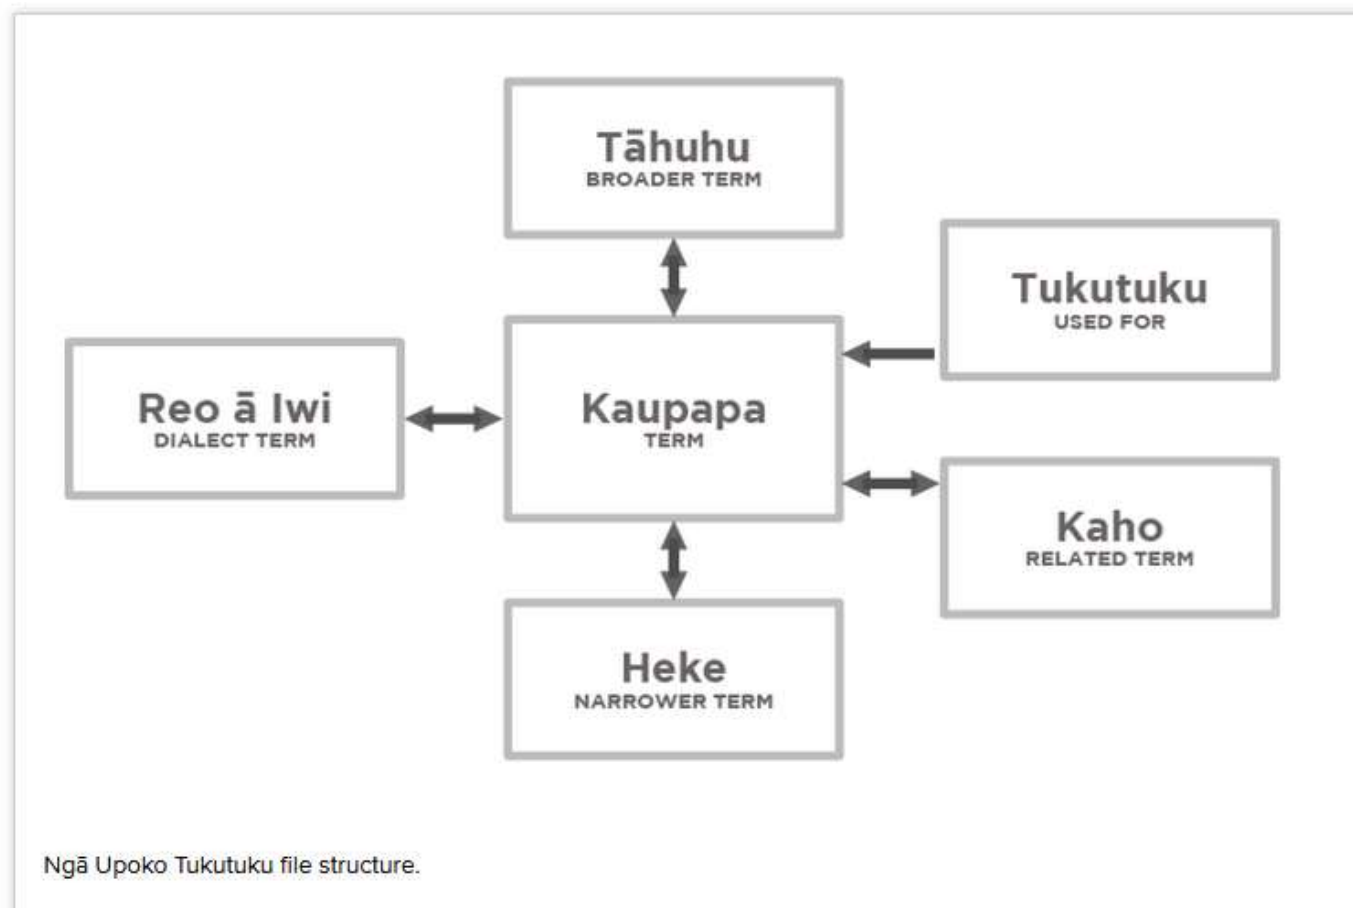 Tāhuhu
BROADER TERM
Tukutuku
USED FOR
Reo ā Iwi
DIALECT TERM
Kaupapa
TERM
Kaho
RELATED TERM
Heke
NARROWER TERM
Ngā Upoko Tukutuku file structure.